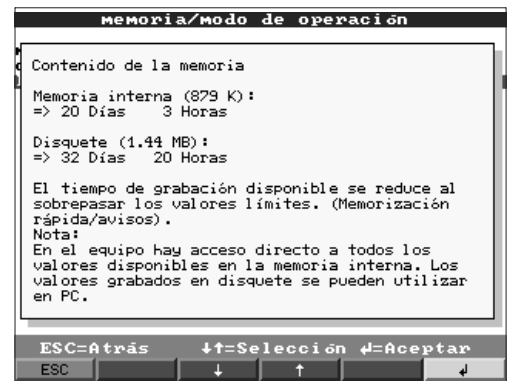 memoria/modo de operación
Contenido de la memoria
Memoria interna (879 K):
=> 20 Días 3 Horas
Disquete (1.44 MB):
=> 32 Días 20 Horas
El tiempo de grabación disponible se reduce al
sobrepasar los valores límites. (Memorización
rápida/avisos).
Nota:
En el equipo hay acceso directo a todos los
valores disponibles en la memoria interna. Los
valores grabados en disquete se pueden utilizar
en PC.
ESC=Atrás ↓↑=Selección ↵=Aceptar
ESC ↓ ↑ ↵